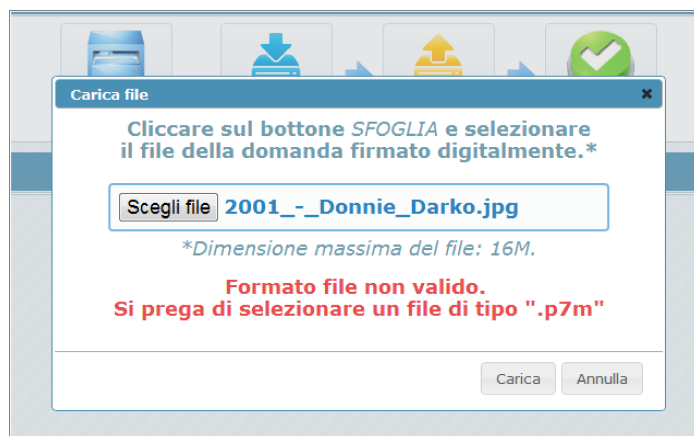 Carica file
Cliccare sul bottone SFOGLIA e selezionare
il file della domanda firmato digitalmente.*
Scegli file 2001_-_Donnie_Darko.jpg
*Dimensione massima del file: 16M.
Formato file non valido.
Si prega di selezionare un file di tipo ".p7m"
Carica Annulla